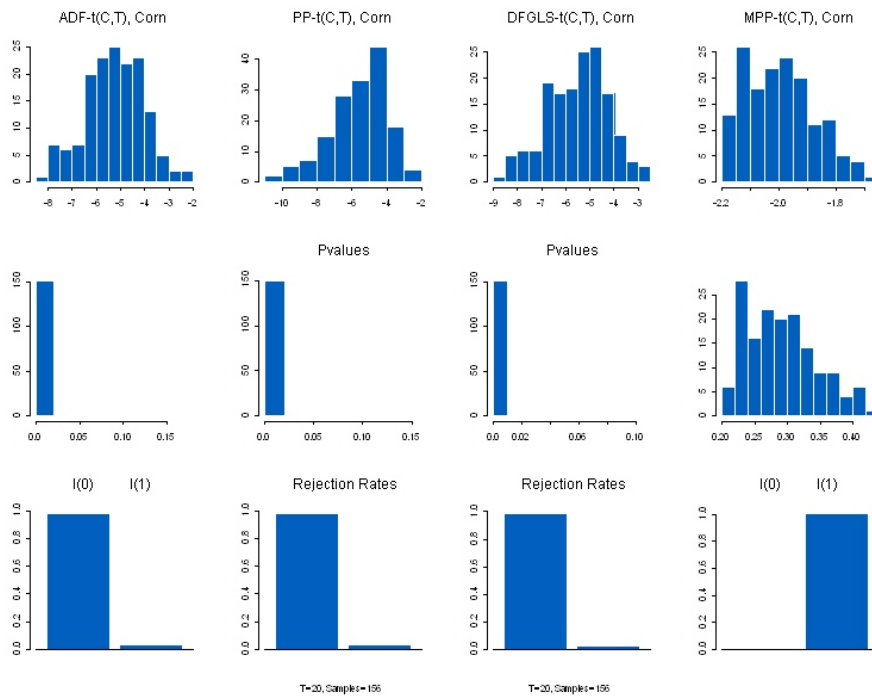 ADF-t(C,T), Corn
PP-t(C,T), Corn
DFGLS-t(C,T), Corn
MPP-t(C,T), Corn
0 5 10 15 20 25
-8 -7 -6 -5 -4 -3 -2
0 10 20 30 40
-10 -8 -6 -4 -2
0 5 10 15 20 25
-9 -8 -7 -6 -5 -4 -3
0 5 10 15 20 25
-2.2 -2.0 -1.8
Pvalues
Pvalues
0 50 100 150
0.0 0.05 0.10 0.15
0 50 100 150
0.0 0.05 0.10 0.15
0 50 100 150
0.0 0.02 0.06 0.10
0 5 10 15 20 25
0.20 0.25 0.30 0.35 0.40
I(0) I(1)
Rejection Rates
Rejection Rates
I(0) I(1)
0.0 0.2 0.4 0.6 0.8 1.0
0.0 0.2 0.4 0.6 0.8 1.0
0.0 0.2 0.4 0.6 0.8 1.0
0.0 0.2 0.4 0.6 0.8 1.0
T=20, Samples=156
T=20, Samples=156